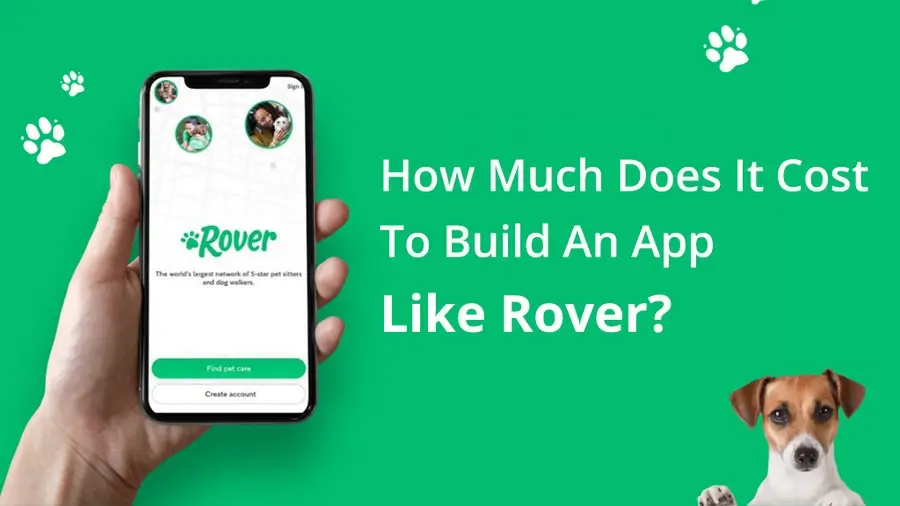 Sign I
Rover
The world's largest network of 5-star pet sitters
and dog walkers.
Find pet care
Create account
How Much Does It Cost
To Build An App
Like Rover?